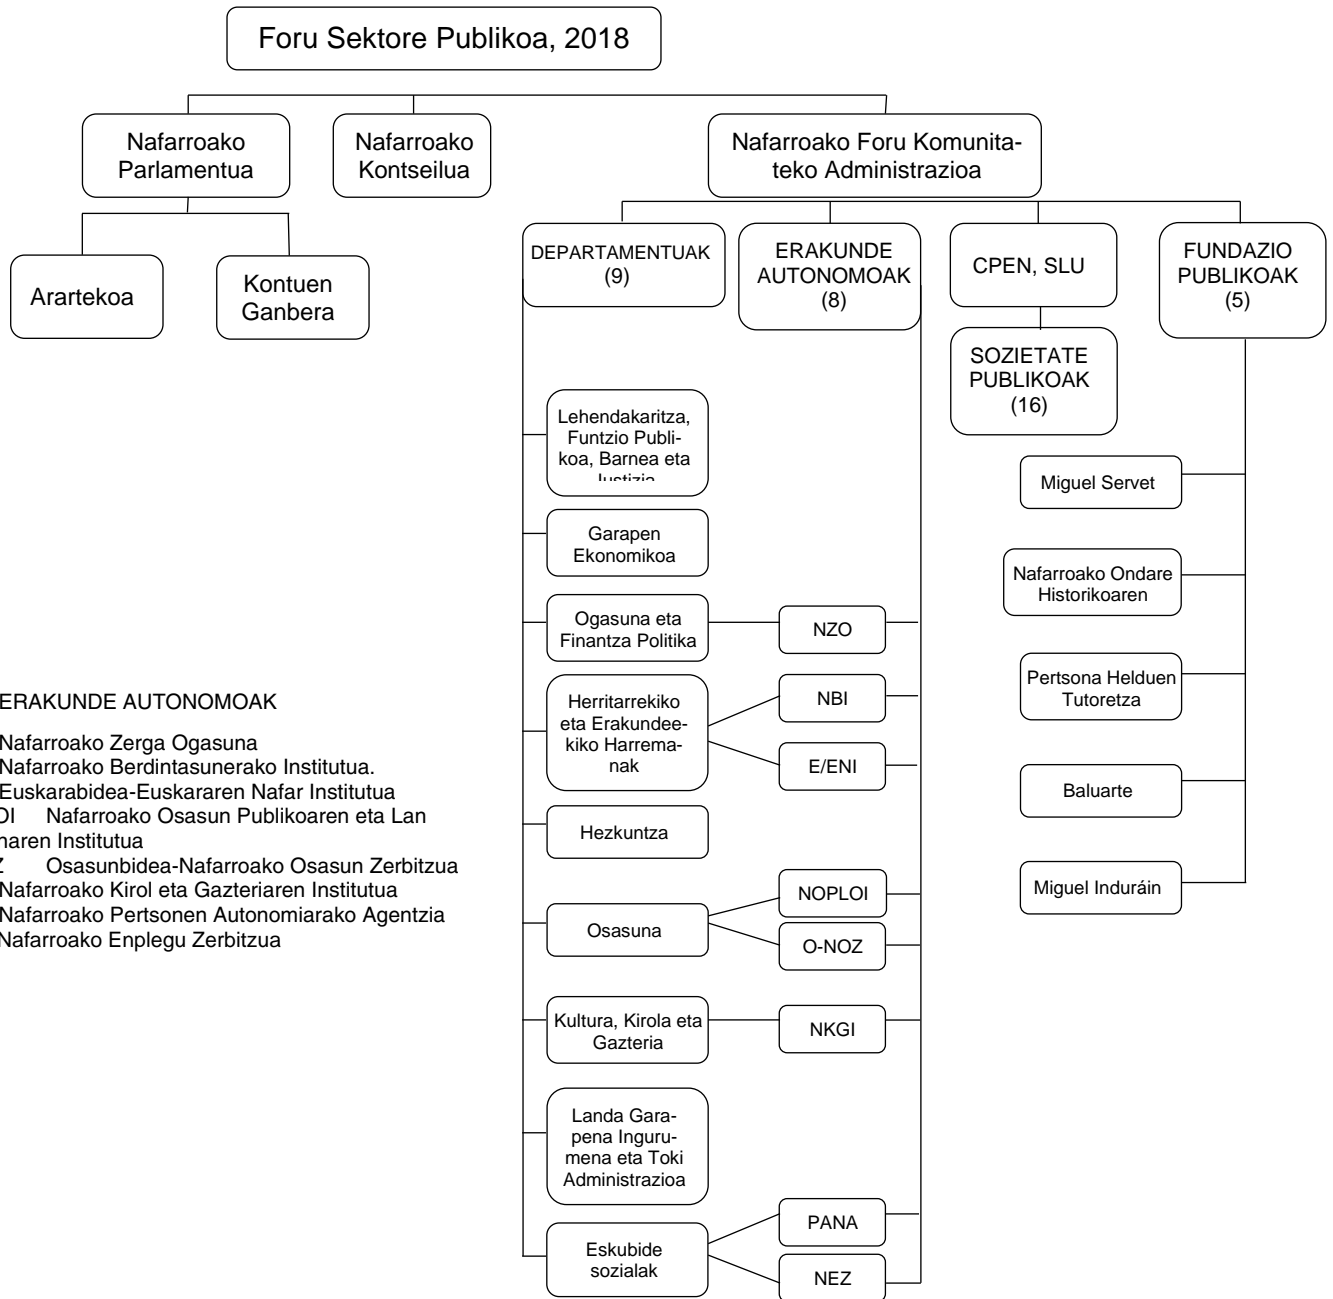 Foru Sektore Publikoa, 2018
Nafarroako
Parlamentua
Nafarroako
Kontseilua
Nafarroako Foru Komunita-
teko Administrazioa
Arartekoa
Kontuen
Ganbera
DEPARTAMENTUAK
(9)
ERAKUNDE
AUTONOMOAK
(8)
CPEN, SLU
FUNDAZIO
PUBLIKOAK
(5)
SOZIETATE
PUBLIKOAK
(16)
Lehendakaritza,
Funtzio Publi-
koa, Barnea eta
Justizia
Garapen
Ekonomikoa
Ogasuna eta
Finantza Politika
NZO
Herritarrekiko
eta Erakundee-
kiko Harrema-
nak
NBI
E/ENI
Hezkuntza
Osasuna
NOPLOI
O-NOZ
Kultura, Kirola eta
Gazteria
NKGI
Landa Gara-
pena Inguru-
mena eta Toki
Administrazioa
Eskubide
sozialak
PANA
NEZ
Miguel Servet
Nafarroako Ondare
Historikoaren
Pertsona Helduen
Tutoretza
Baluarte
Miguel Induráin
ERAKUNDE AUTONOMOAK
Nafarroako Zerga Ogasuna
Nafarroako Berdintasunerako Institutua.
Euskarabidea-Euskararen Nafar Institutua
OI Nafarroako Osasun Publikoaren eta Lan
naren Institutua
Z Osasunbidea-Nafarroako Osasun Zerbitzua
Nafarroako Kirol eta Gazteriaren Institutua
Nafarroako Pertsonen Autonomiarako Agentzia
Nafarroako Enplegu Zerbitzua